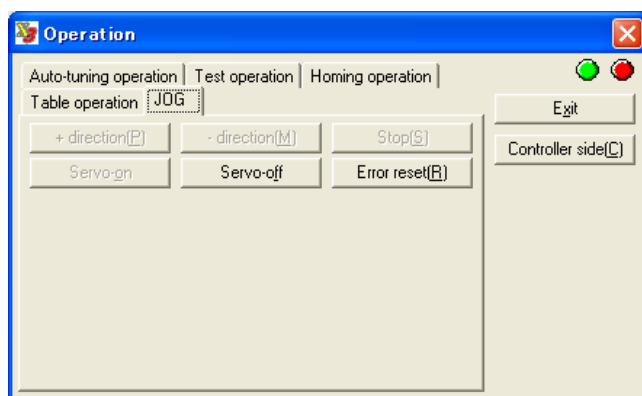 Operation
Auto-tuning operation Test operation Homing operation
Table operation JOG
Exit
+ direction(P) - direction(M) Stop(S)
Controller side(C)
Servo-on Servo-off Error reset(R)